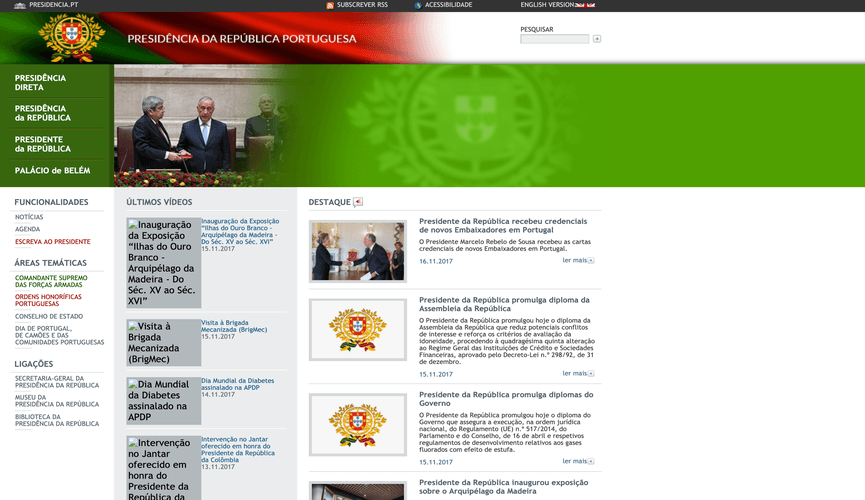 PRESIDENCIA.PT
SUBSCREVER RSS
ACESSIBILIDADE
ENGLISH VERSION
PRESIDÊNCIA DA REPÚBLICA PORTUGUESA
PESQUISAR
PRESIDÊNCIA
DIRETA
PRESIDÊNCIA
da REPÚBLICA
PRESIDENTE
da REPÚBLICA
PALÁCIO de BELÉM
FUNCIONALIDADES
NOTÍCIAS
AGENDA
ESCREVA AO PRESIDENTE
ÁREAS TEMÁTICAS
COMANDANTE SUPREMO
DAS FORÇAS ARMADAS
ORDENS HONORÍFICAS
PORTUGUESAS
CONSELHO DE ESTADO
DIA DE PORTUGAL,
DE CAMÕES E DAS
COMUNIDADES PORTUGUESAS
LIGAÇÕES
SECRETARIA-GERAL DA
PRESIDÊNCIA DA REPÚBLICA
MUSEU DA
PRESIDÊNCIA DA REPÚBLICA
BIBLIOTECA DA
PRESIDÊNCIA DA REPÚBLICA
ÚLTIMOS VÍDEOS
Inauguração
da Exposição
"Ilhas do Ouro
Branco -
Arquipélago da
Madeira - Do
Séc. XV ao Séc.
XVI"
Inauguração da Exposição
"Ilhas do Ouro Branco -
Arquipélago da Madeira -
Do Séc. XV ao Séc. XVI"
15.11.2017
Visita à
Brigada
Mecanizada
(BrigMec)
Visita à Brigada
Mecanizada (BrigMec)
15.11.2017
Dia Mundial
da Diabetes
assinalado na
APDP
Dia Mundial da Diabetes
assinalado na APDP
14.11.2017
Intervenção
no Jantar
oferecido em
honra do
Presidente da
República da
Intervenção no Jantar
oferecido em honra do
Presidente da República
da Colômbia
13.11.2017
DESTAQUE
Presidente da República recebeu credenciais
de novos Embaixadores em Portugal
O Presidente Marcelo Rebelo de Sousa recebeu as cartas
credenciais de novos Embaixadores em Portugal.
16.11.2017
ler mais
Presidente da República promulga diploma da
Assembleia da República
O Presidente da República promulgou hoje o diploma da
Assembleia da República que reduz potenciais conflitos
de interesse e reforça os critérios de avaliação da
idoneidade, procedendo à quadragésima quinta alteração
ao Regime Geral das Instituições de Crédito e Sociedades
Financeiras, aprovado pelo Decreto-Lei n.º 298/92, de 31
de dezembro.
15.11.2017
ler mais
Presidente da República promulga diplomas do
Governo
O Presidente da República promulgou hoje o diploma do
Governo que assegura a execução, na ordem jurídica
nacional, do Regulamento (UE) n.º 517/2014, do
Parlamento e do Conselho, de 16 de abril e respetivos
regulamentos de desenvolvimento relativos aos gases
fluorados com efeito de estufa.
15.11.2017
ler mais
Presidente da República inaugurou exposição
sobre o Arquipélago da Madeira